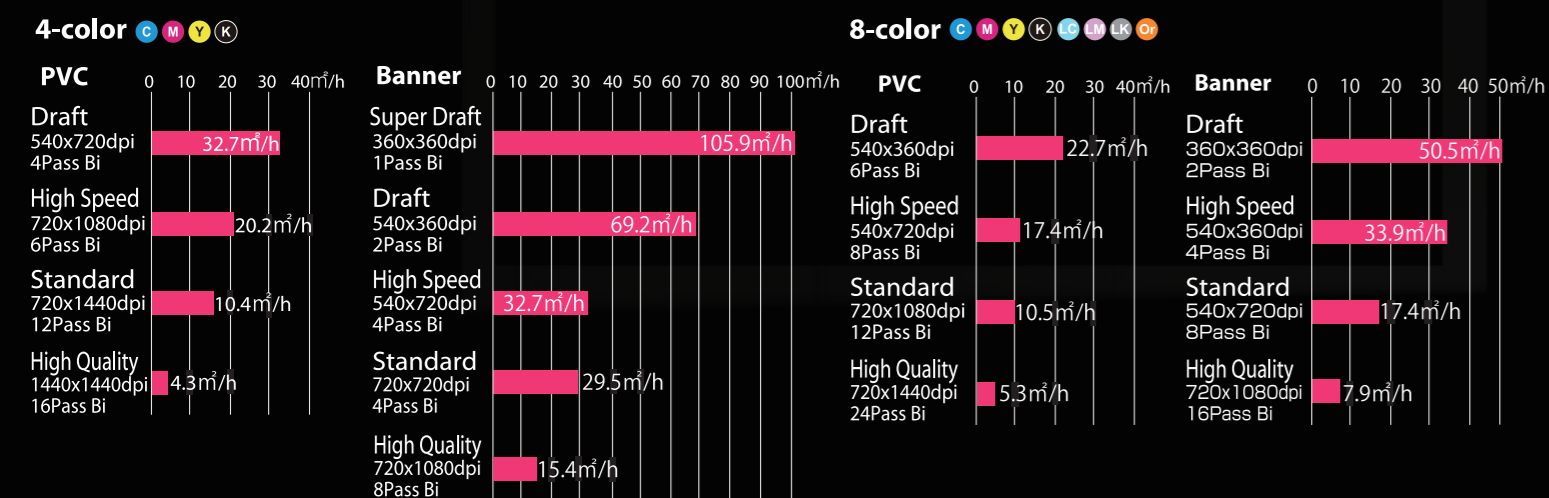 4-color C M Y K
PVC
0 10 20 30 40㎡/h
Draft
540x720dpi
4Pass Bi
32.7㎡/h
High Speed
720x1080dpi
6Pass Bi
20.2㎡/h
Standard
720x1440dpi
12Pass Bi
10.4㎡/h
High Quality
1440x1440dpi
16Pass Bi
4.3㎡/h
Banner
0 10 20 30 40 50 60 70 80 90 100㎡/h
Super Draft
360x360dpi
1Pass Bi
105.9㎡/h
Draft
540x360dpi
2Pass Bi
69.2㎡/h
High Speed
540x720dpi
4Pass Bi
32.7㎡/h
Standard
720x720dpi
4Pass Bi
29.5㎡/h
High Quality
720x1080dpi
8Pass Bi
15.4㎡/h
8-color C M Y K LC LM LK Or
PVC
0 10 20 30 40㎡/h
Draft
540x360dpi
6Pass Bi
22.7㎡/h
High Speed
540x720dpi
8Pass Bi
17.4㎡/h
Standard
720x1080dpi
12Pass Bi
10.5㎡/h
High Quality
720x1440dpi
24Pass Bi
5.3㎡/h
Banner
0 10 20 30 40 50㎡/h
Draft
360x360dpi
2Pass Bi
50.5㎡/h
High Speed
540x360dpi
4Pass Bi
33.9㎡/h
Standard
540x720dpi
8Pass Bi
17.4㎡/h
High Quality
720x1080dpi
16Pass Bi
7.9㎡/h